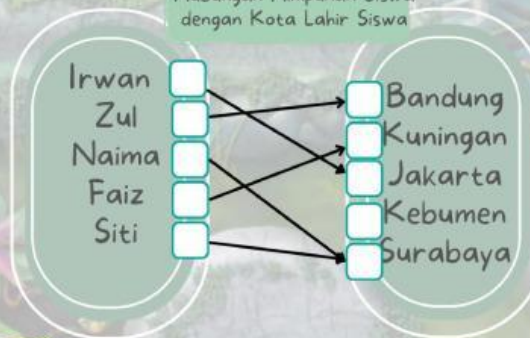 dengan Kota Lahir Siswa
Irwan
Zul
Naima
Faiz
Siti
Bandung
Kuningan
Jakarta
Kebumen
Surabaya